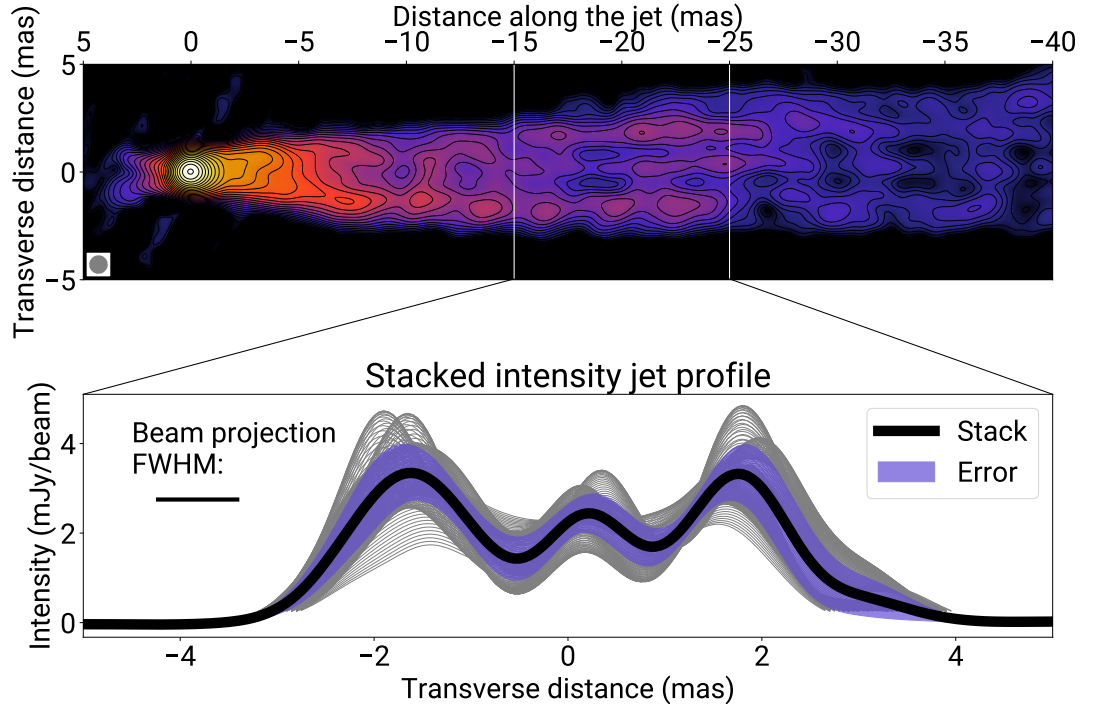 Distance along the jet (mas)
5 0 −5 −10 −15 −20 −25 −30 −35 −40
Transverse distance (mas)
5
0
−5
Stacked intensity jet profile
Intensity (mJy/beam)
4
2
0
Beam projection
FWHM:
Stack
Error
−4 −2 0 2 4
Transverse distance (mas)